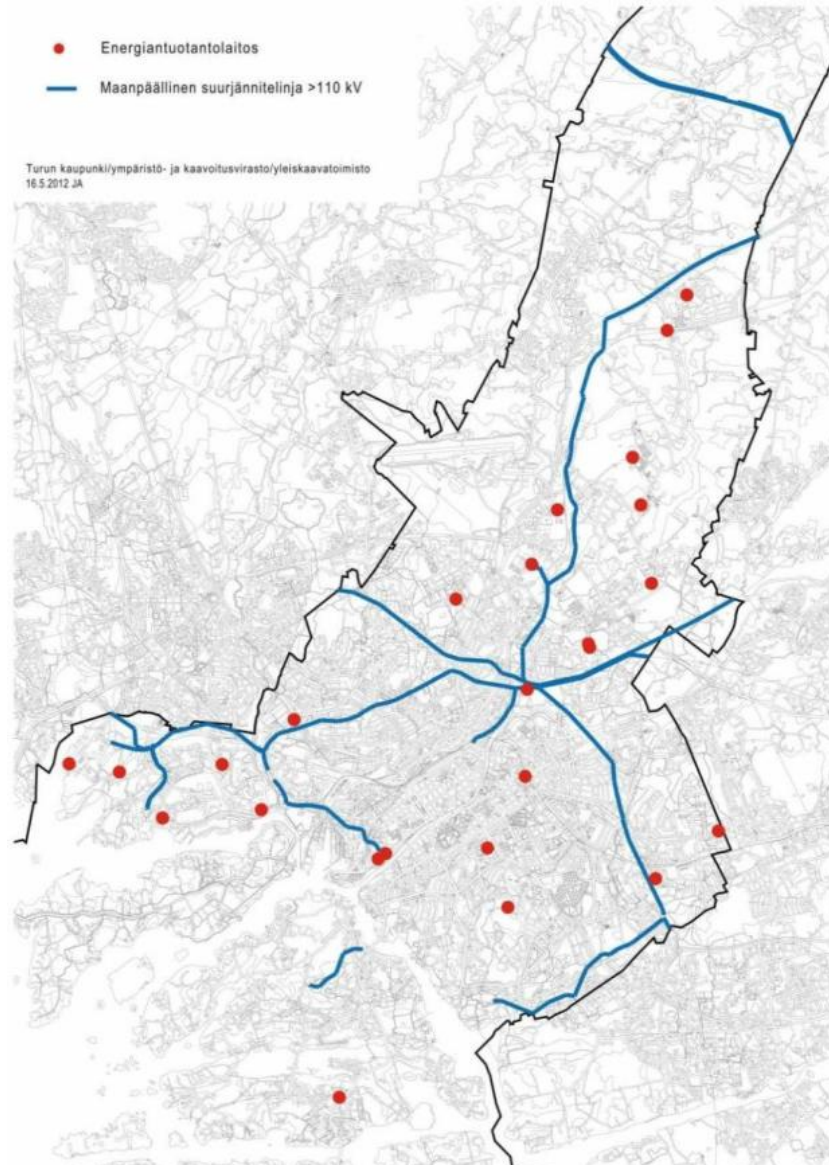 Energiantuotantolaitos
Maanpäällinen suurjännitelinja >110 kV
Turun kaupunki/ympäristö- ja kaavoitusvirasto/yleiskaavatoimisto
16.5.2012 JA